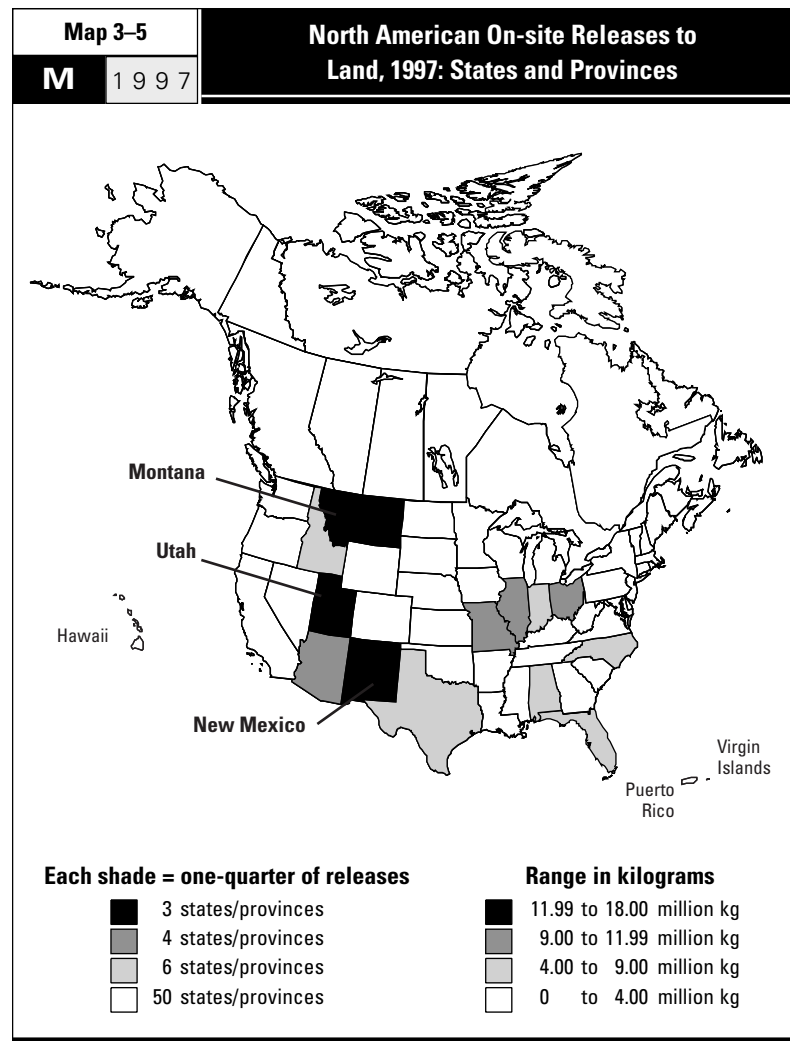 Map 3–5
M 1997
North American On-site Releases to
Land, 1997: States and Provinces
Montana
Utah
Hawaii
New Mexico
Virgin
Islands
Puerto
Rico
Each shade = one-quarter of releases
3 states/provinces
4 states/provinces
6 states/provinces
50 states/provinces
Range in kilograms
11.99 to 18.00 million kg
9.00 to 11.99 million kg
4.00 to 9.00 million kg
0 to 4.00 million kg